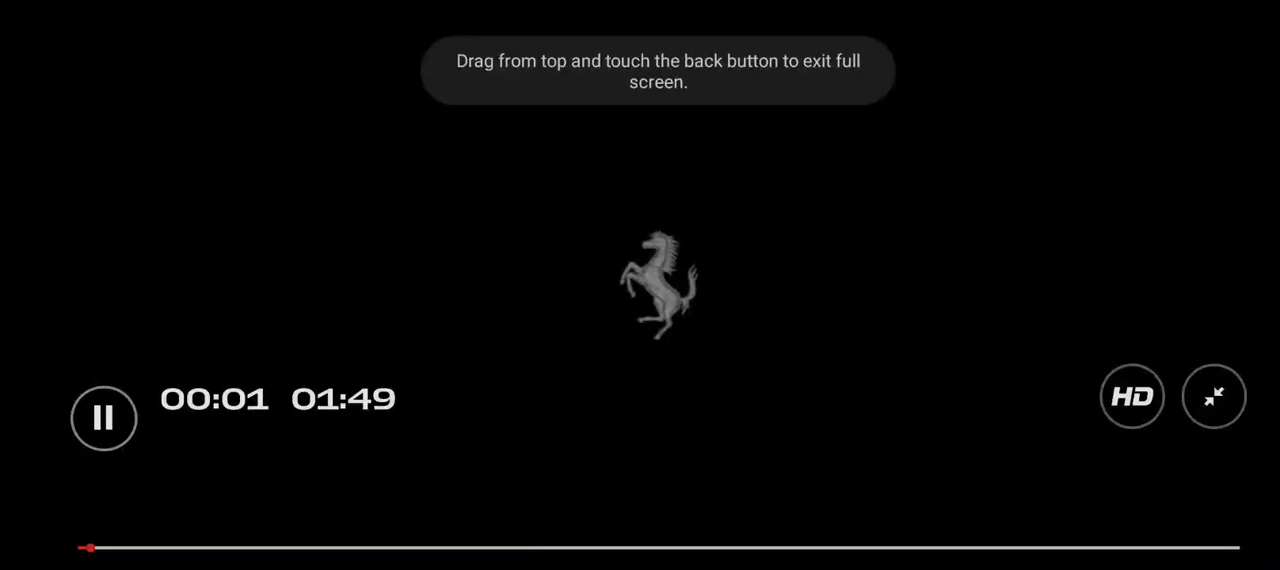 Drag from top and touch the back button to exit full
screen.
00:01 01:49
HD